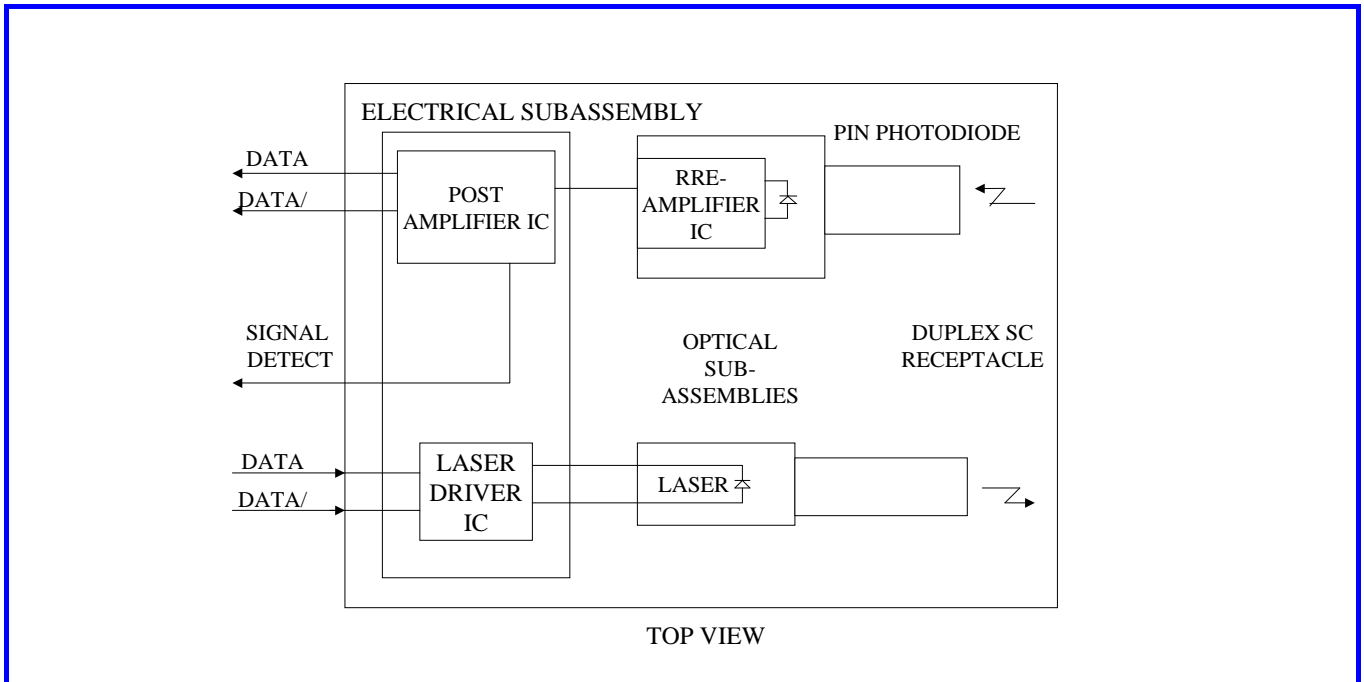 ELECTRICAL SUBASSEMBLY
PIN PHOTODIODE
DATA
DATA/
POST
AMPLIFIER IC
RRE-
AMPLIFIER
IC
SIGNAL
DETECT
OPTICAL
SUB-
ASSEMBLIES
DUPLEX SC
RECEPTACLE
DATA
DATA/
LASER
DRIVER
IC
LASER
TOP VIEW